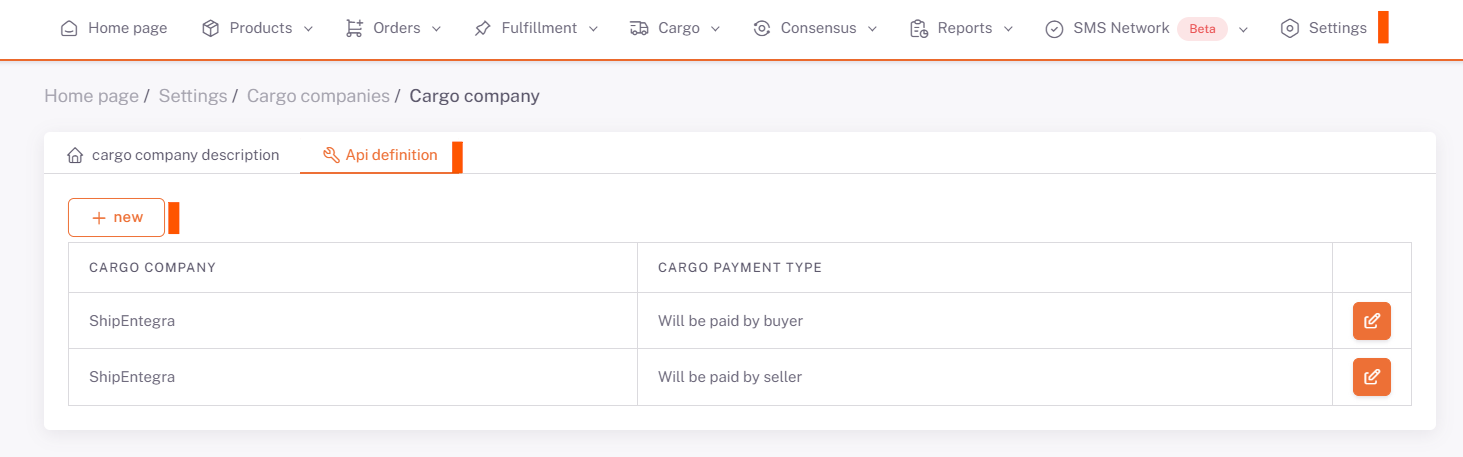 Home page Products Orders Fulfillment Cargo Consensus Reports SMS Network Beta Settings
Home page / Settings / Cargo companies / Cargo company
cargo company description Api definition
+ new
CARGO COMPANY CARGO PAYMENT TYPE
ShipEntegra Will be paid by buyer
ShipEntegra Will be paid by seller